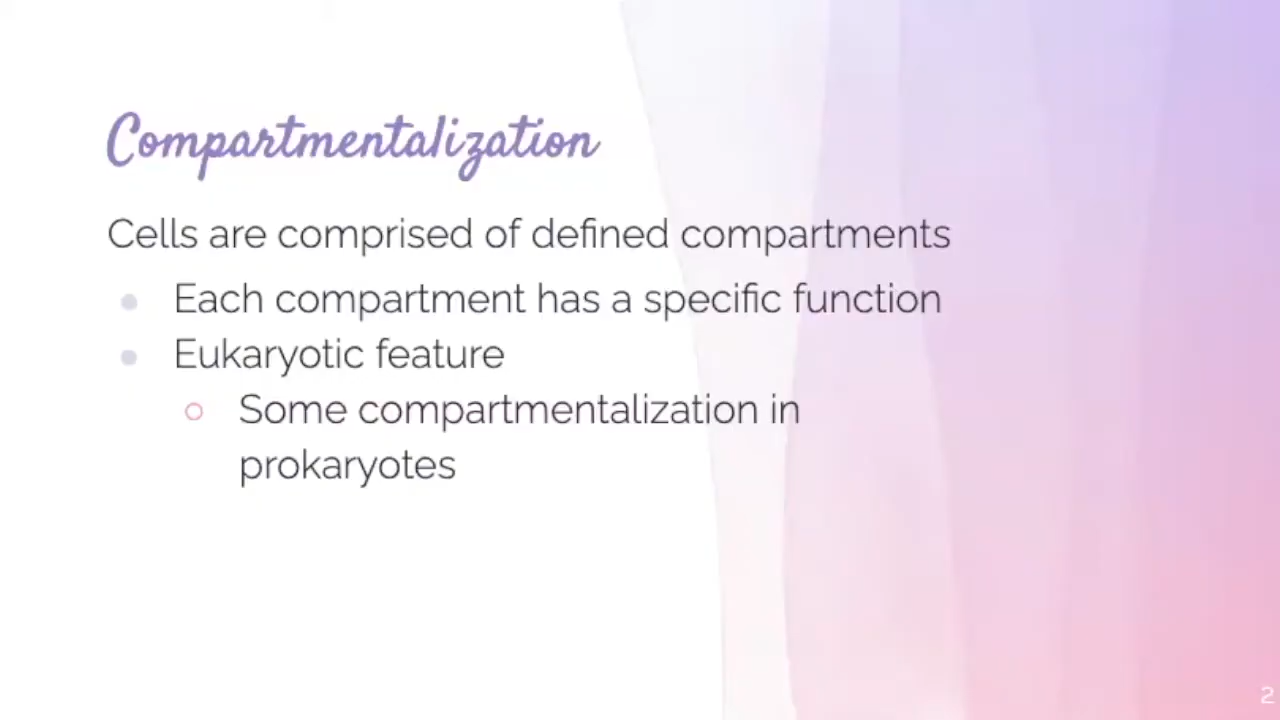 Compartmentalization
Cells are comprised of defined compartments
Each compartment has a specific function
Eukaryotic feature
Some compartmentalization in
prokaryotes
2